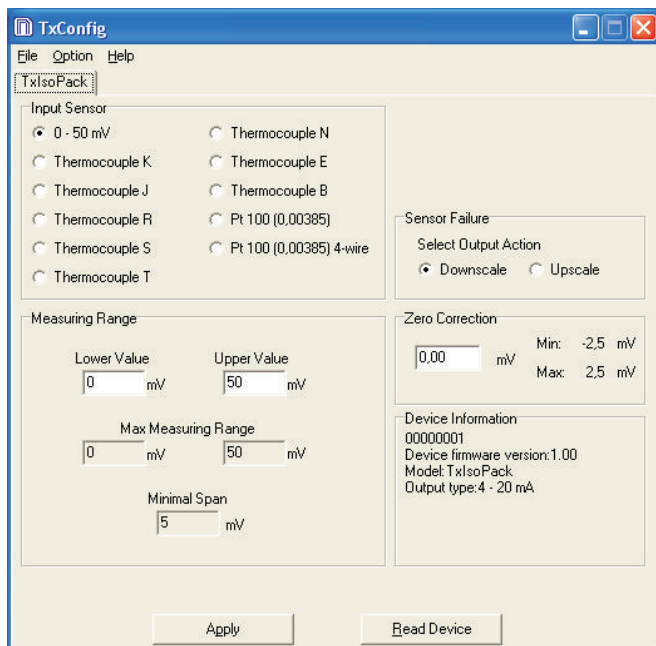 TxConfig
File Option Help
TxIsoPack
Input Sensor
0 - 50 mV
Thermocouple K
Thermocouple J
Thermocouple R
Thermocouple S
Thermocouple T
Thermocouple N
Thermocouple E
Thermocouple B
Pt 100 (0,00385)
Pt 100 (0,00385) 4-wire
Sensor Failure
Select Output Action
Downscale Upscale
Measuring Range
Lower Value Upper Value
0 mV 50 mV
Max Measuring Range
0 mV 50 mV
Minimal Span
5 mV
Zero Correction
0,00 mV
Min: -2,5 mV
Max: 2,5 mV
Device Information
00000001
Device firmware version:1.00
Model:TxIsoPack
Output type:4 - 20 mA
Apply Read Device